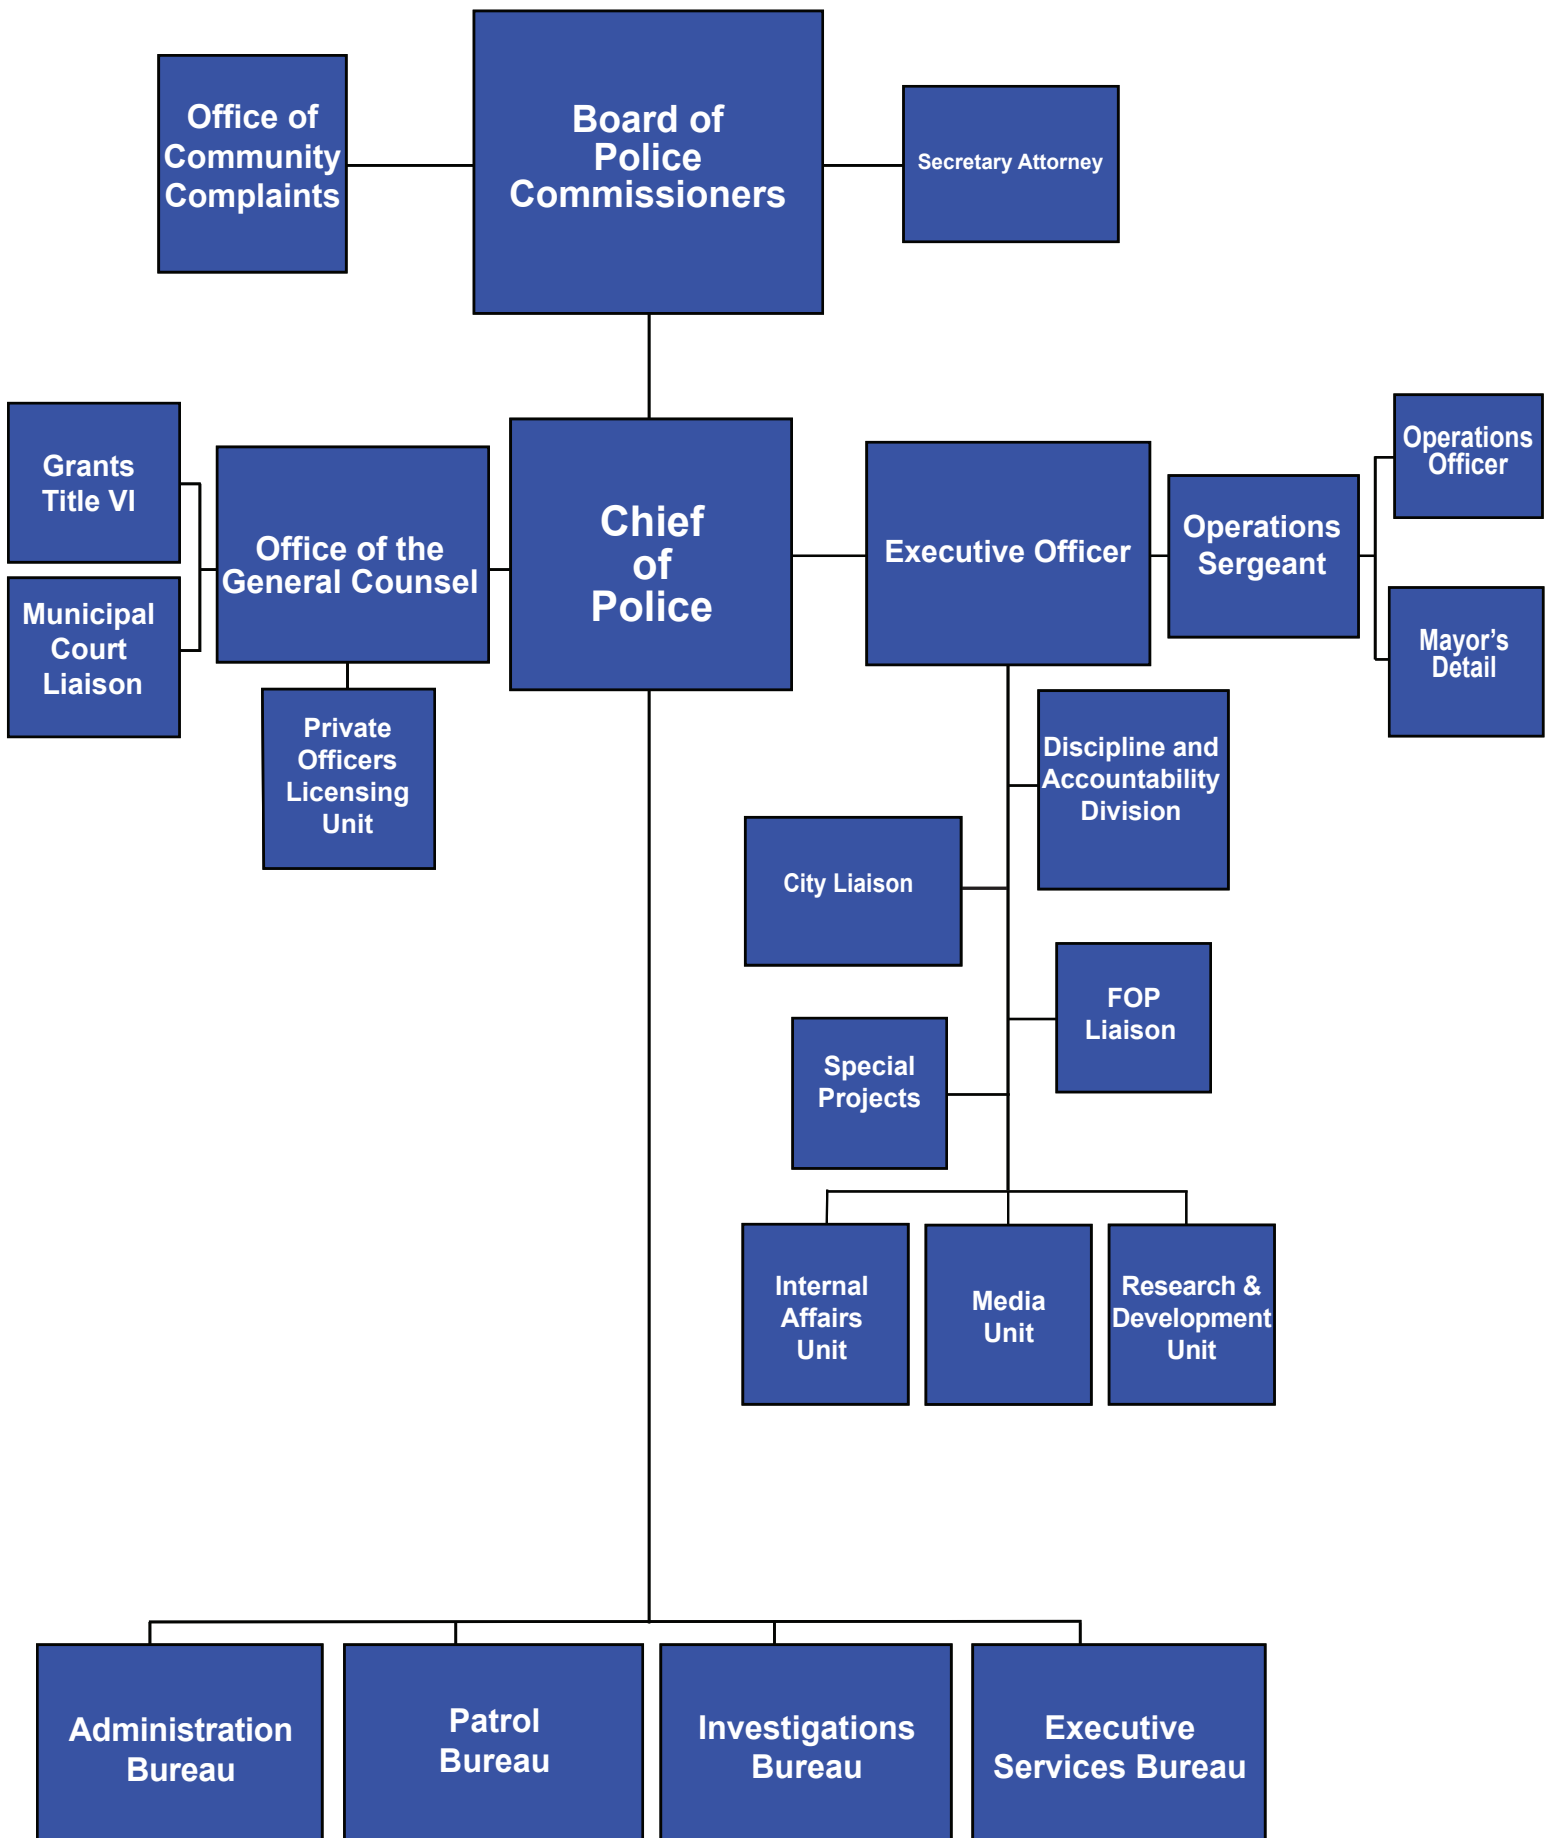 Office of
Community
Complaints
Board of
Police
Commissioners
Secretary Attorney
Grants
Title VI
Municipal
Court
Liaison
Office of the
General Counsel
Private
Officers
Licensing
Unit
Chief
of
Police
Executive Officer
Operations
Sergeant
Operations
Officer
Mayor's
Detail
Discipline and
Accountability
Division
City Liaison
FOP
Liaison
Special
Projects
Internal
Affairs
Unit
Media
Unit
Research &
Development
Unit
Administration
Bureau
Patrol
Bureau
Investigations
Bureau
Executive
Services Bureau